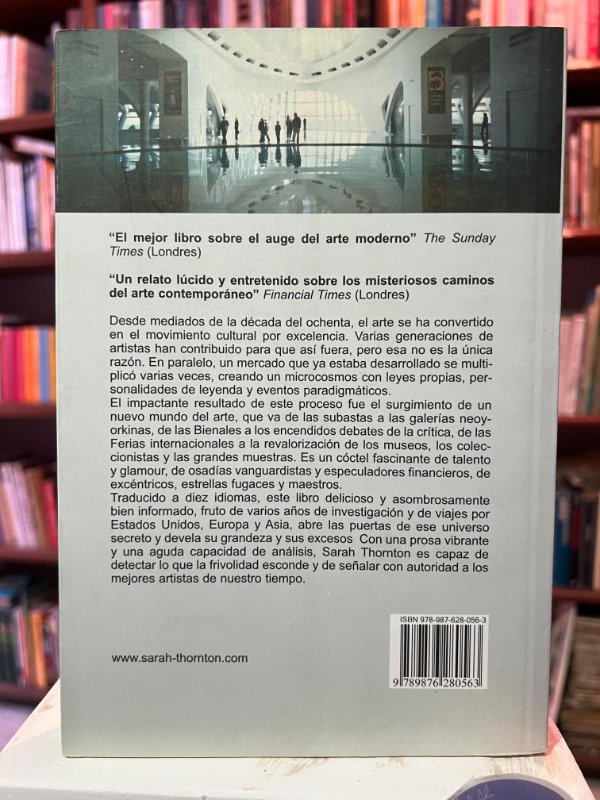 “El mejor libro sobre el auge del arte moderno” The Sunday
Times (Londres)
“Un relato lúcido y entretenido sobre los misteriosos caminos
del arte contemporáneo” Financial Times (Londres)
Desde mediados de la década del ochenta, el arte se ha convertido
en el movimiento cultural por excelencia. Varias generaciones de
artistas han contribuido para que así fuera, pero esa no es la única
razón. En paralelo, un mercado que ya estaba desarrollado se multi-
plicó varias veces, creando un microcosmos con leyes propias, per-
sonalidades de leyenda y eventos paradigmáticos.
El impactante resultado de este proceso fue el surgimiento de un
nuevo mundo del arte, que va de las subastas a las galerías neoy-
orkinas, de las Bienales a los encendidos debates de la crítica, de las
Ferias internacionales a la revalorización de los museos, los colec-
cionistas y las grandes muestras. Es un cóctel fascinante de talento
y glamour, de osadías vanguardistas y especuladores financieros, de
excéntricos, estrellas fugaces y maestros.
Traducido a diez idiomas, este libro delicioso y asombrosamente
bien informado, fruto de varios años de investigación y de viajes por
Estados Unidos, Europa y Asia, abre las puertas de ese universo
secreto y devela su grandeza y sus excesos Con una prosa vibrante
y una aguda capacidad de análisis, Sarah Thornton es capaz de
detectar lo que la frivolidad esconde y de señalar con autoridad a los
mejores artistas de nuestro tiempo.
ISBN 978-987-628-056-3
www.sarah-thornton.com
9 789876 280563